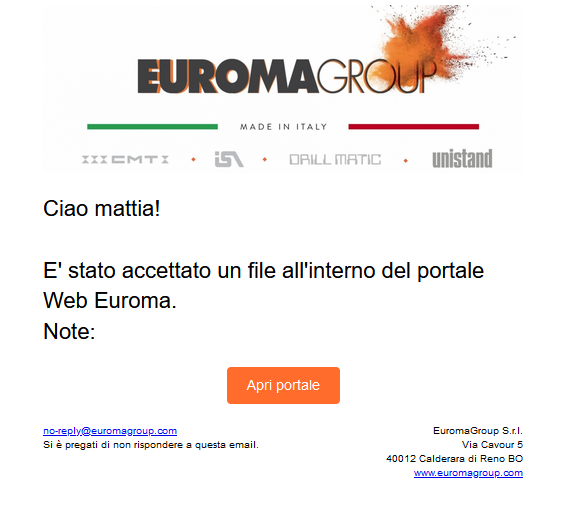 EUROMAGROUP
MADE IN ITALY
CMTI • ISA • DRILL MATIC • unistand
Ciao mattia!
E' stato accettato un file all'interno del portale
Web Euroma.
Note:
Apri portale
no-reply@euromagroup.com
Si è pregati di non rispondere a questa email.
EuromaGroup S.r.l.
Via Cavour 5
40012 Calderara di Reno BO
www.euromagroup.com